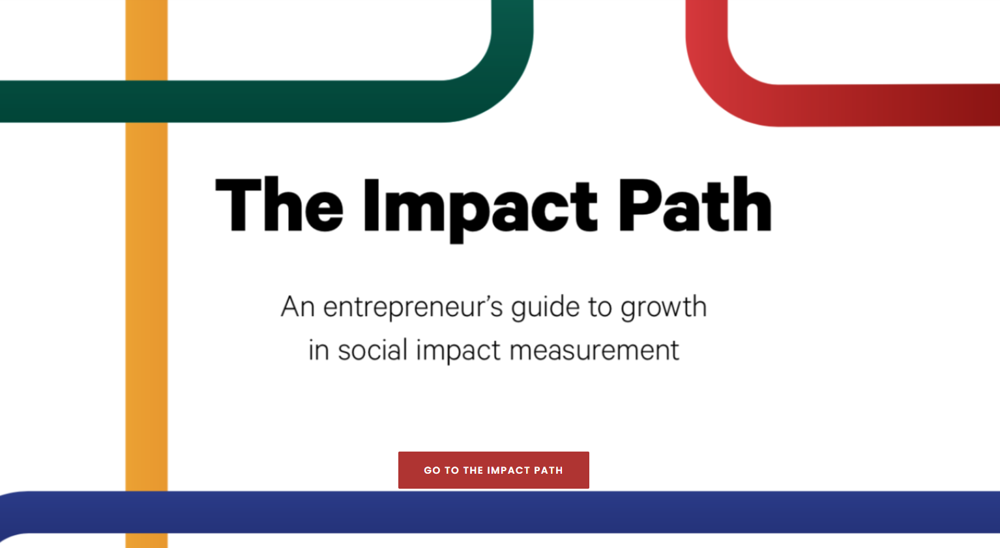 The Impact Path
An entrepreneur’s guide to growth
in social impact measurement
GO TO THE IMPACT PATH